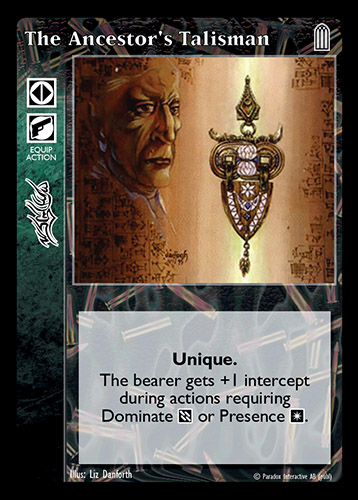 The Ancestor's Talisman
EQUIP
ACTION
Unique.
The bearer gets +1 intercept
during actions requiring
Dominate or Presence .
Illus: Liz Danforth
© Paradox Interactive AB (publ)